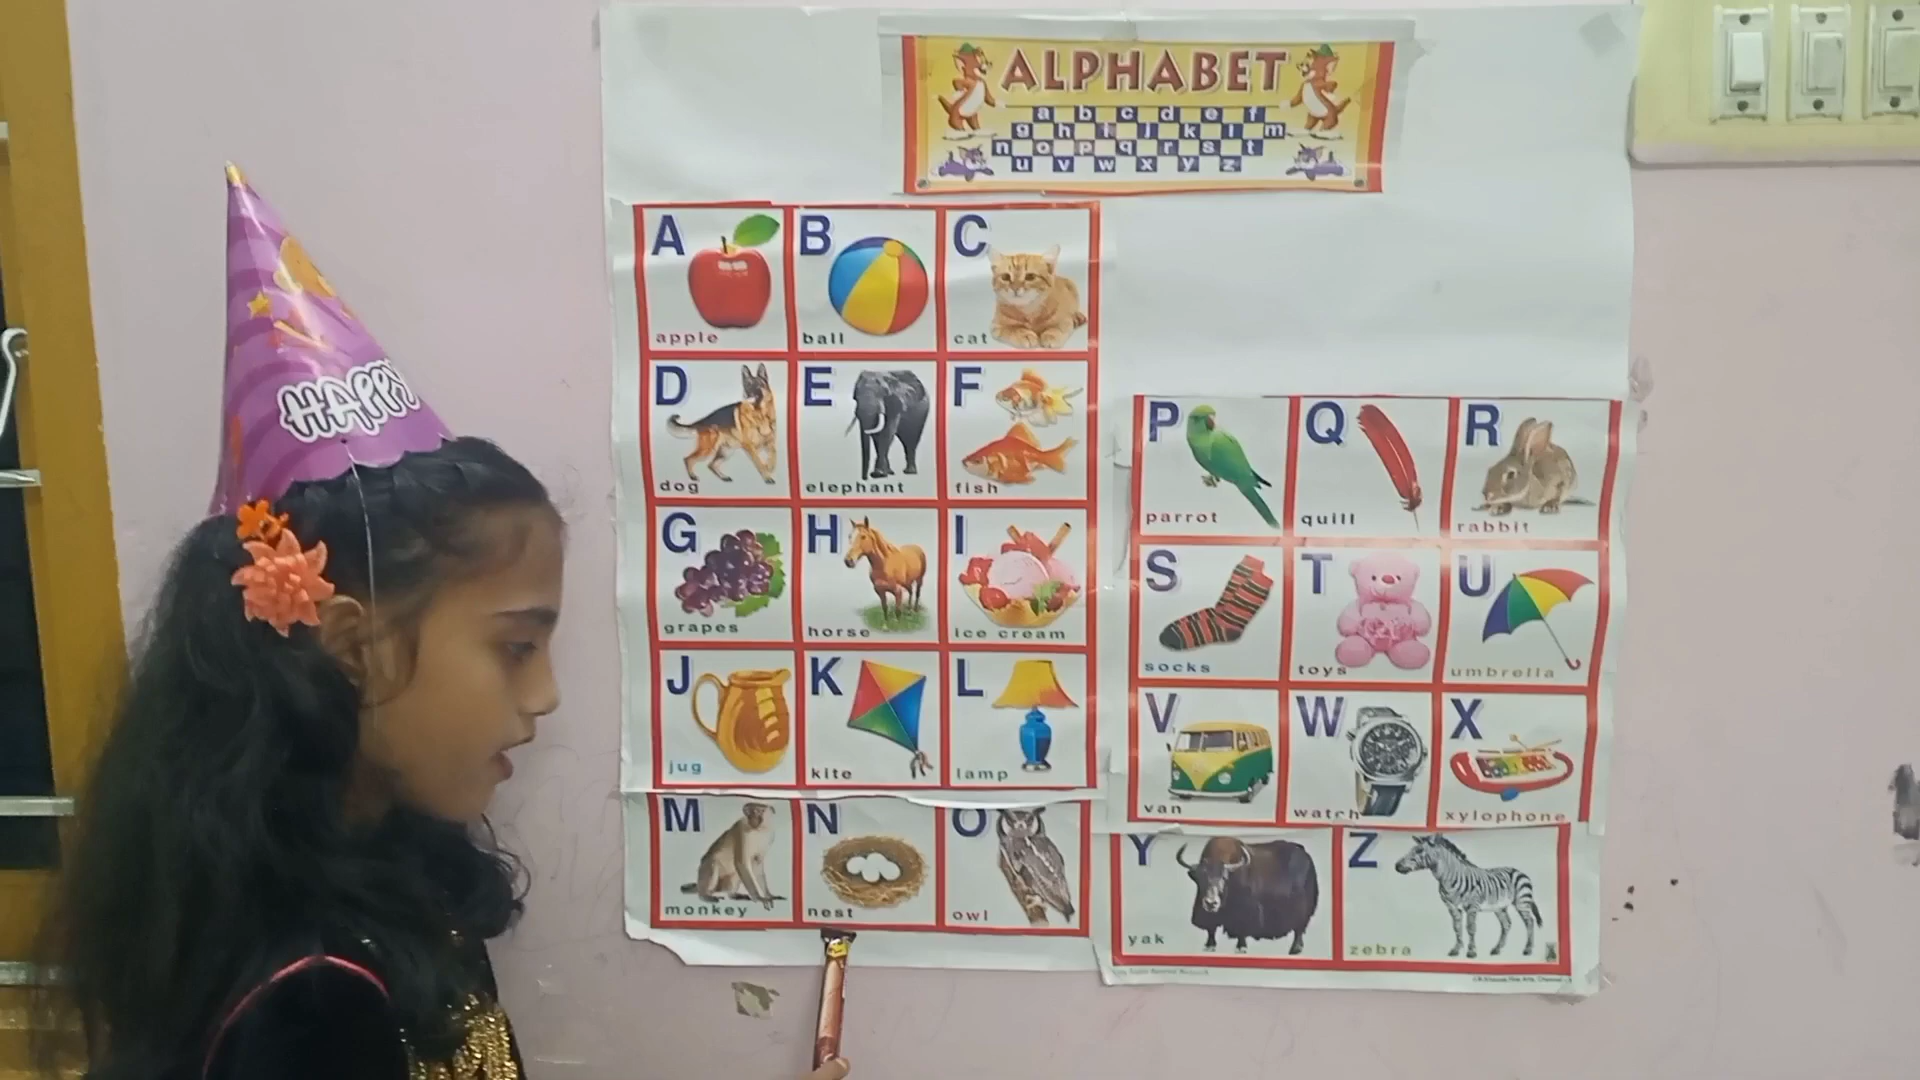 ALPHABET
a b c d e f
g h i j k l m
n o p q r s t
u v w x y z
HAPPY
A B C
apple ball cat
D E F
dog elephant fish
G H I
grapes horse ice cream
J K L
jug kite lamp
M N O
monkey nest owl
P Q R
parrot quill rabbit
S T U
socks toys umbrella
V W X
van watch xylophone
Y Z
yak zebra